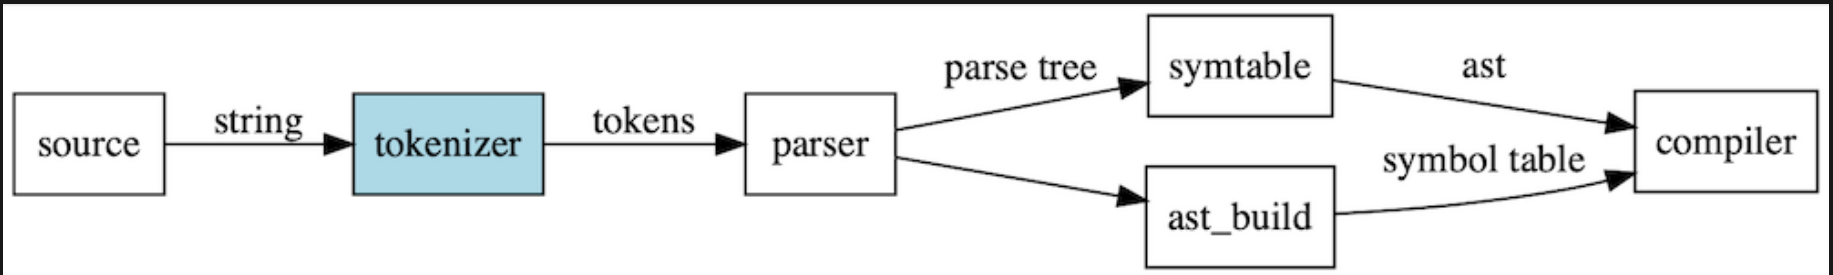 source
string
tokenizer
tokens
parser
parse tree
symtable
ast
ast_build
symbol table
compiler